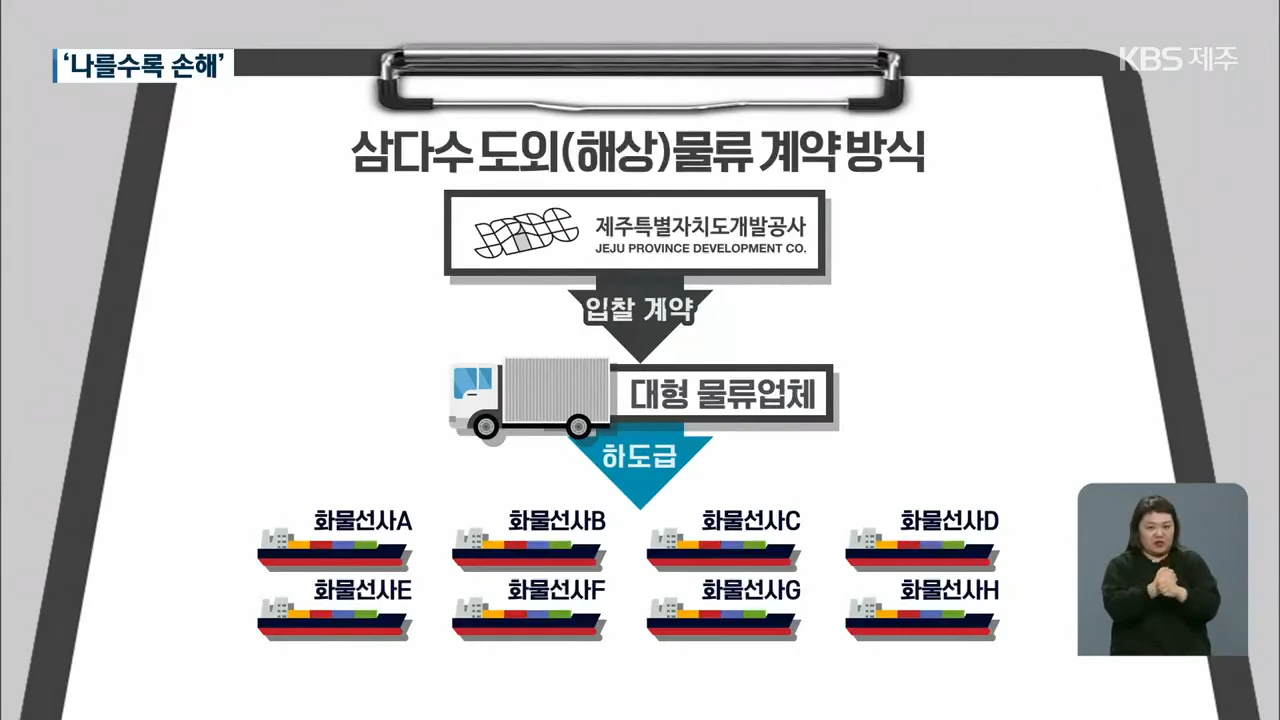 ‘나를수록 손해’
KBS 제주
삼다수 도외(해상)물류 계약 방식
제주특별자치도개발공사
JEJU PROVINCE DEVELOPMENT CO.
입찰 계약
대형 물류업체
하도급
화물선사A
화물선사B
화물선사C
화물선사D
화물선사E
화물선사F
화물선사G
화물선사H